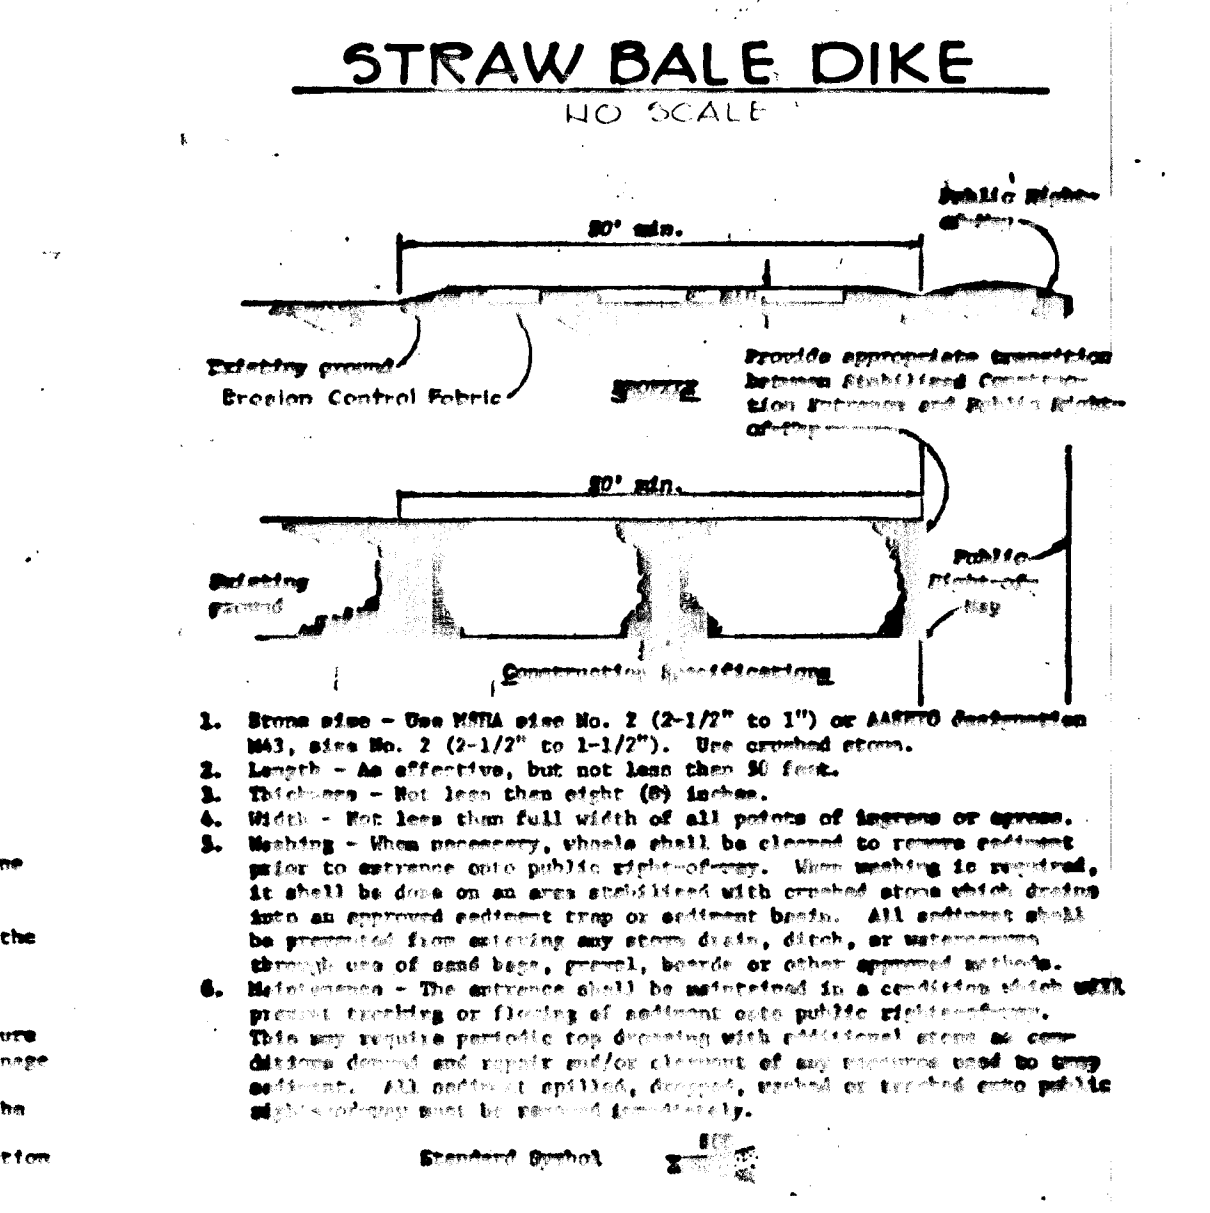 STRAW BALE DIKE
NO SCALE
Public Right-
of-Way
50' min.
Existing ground
Erosion Control Fabric
Provide appropriate transition
between Stabilized Construc-
tion Entrance and Public Right-
of-Way
50' min.
Existing
ground
Public
Right-of-
Way
Construction Specifications
1. Stone size - Use MSHA size No. 2 (2-1/2" to 1") or AASHTO designation
M43, size No. 2 (2-1/2" to 1-1/2"). Use crushed stone.
2. Length - As effective, but not less than 50 feet.
3. Thickness - Not less than eight (8) inches.
4. Width - Not less than full width of all points of ingress or egress.
5. Washing - When necessary, wheels shall be cleaned to remove sediment
prior to entrance onto public right-of-way. When washing is required,
it shall be done on an area stabilized with crushed stone which drains
into an approved sediment trap or sediment basin. All sediment shall
be prevented from entering any storm drain, ditch, or watercourse
through use of sand bags, gravel, boards or other approved methods.
6. Maintenance - The entrance shall be maintained in a condition which will
prevent tracking or flowing of sediment onto public rights-of-way.
This may require periodic top dressing with additional stone as con-
ditions demand and repair and/or cleanout of any measures used to trap
sediment. All sediment spilled, dropped, washed or tracked onto public
rights-of-way must be removed immediately.
ne
the
ure
nage
he
tion
Standard Symbol